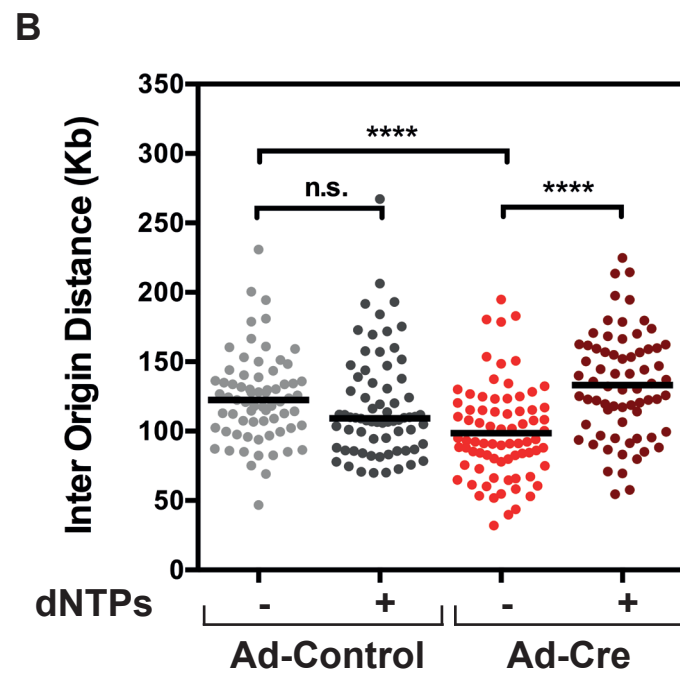 B
Inter Origin Distance (Kb)
350
300
250
200
150
100
50
0
****
n.s.
****
dNTPs - + - +
Ad-Control Ad-Cre